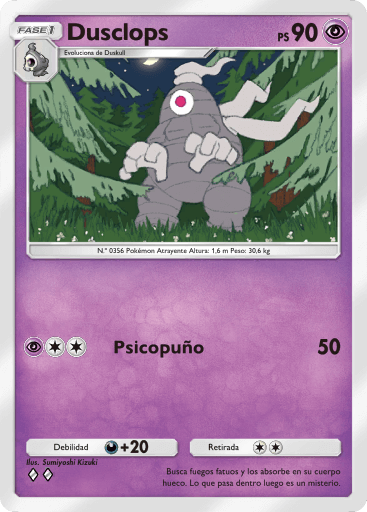 FASE 1
Dusclops
PS 90
Evoluciona de Duskull
N.º 0356 Pokémon Atrayente Altura: 1,6 m Peso: 30,6 kg
Psicopuño 50
Debilidad +20 Retirada
Ilus. Sumiyoshi Kizuki
Busca fuegos fatuos y los absorbe en su cuerpo
hueco. Lo que pasa dentro luego es un misterio.